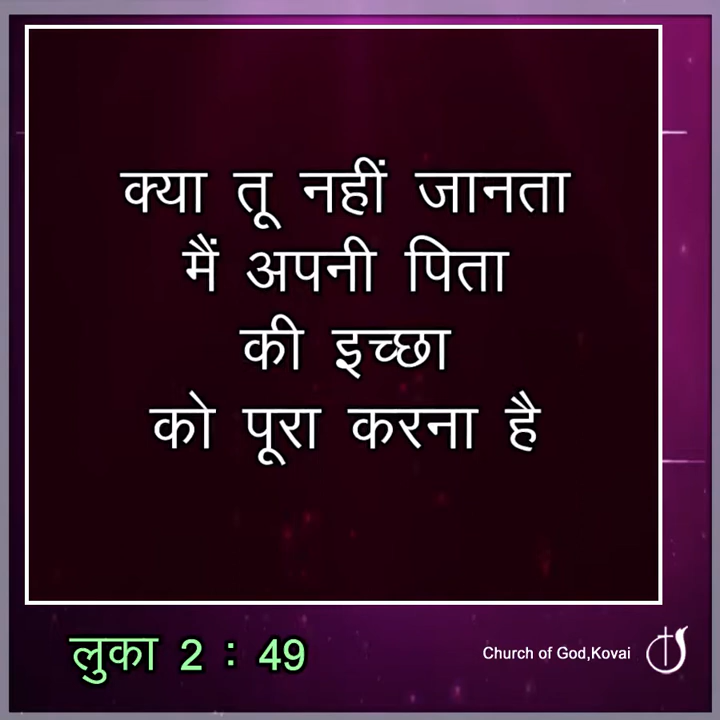 क्या तू नहीं जानता
मैं अपनी पिता
की इच्छा
को पूरा करना है
लुका 2 : 49
Church of God,Kovai